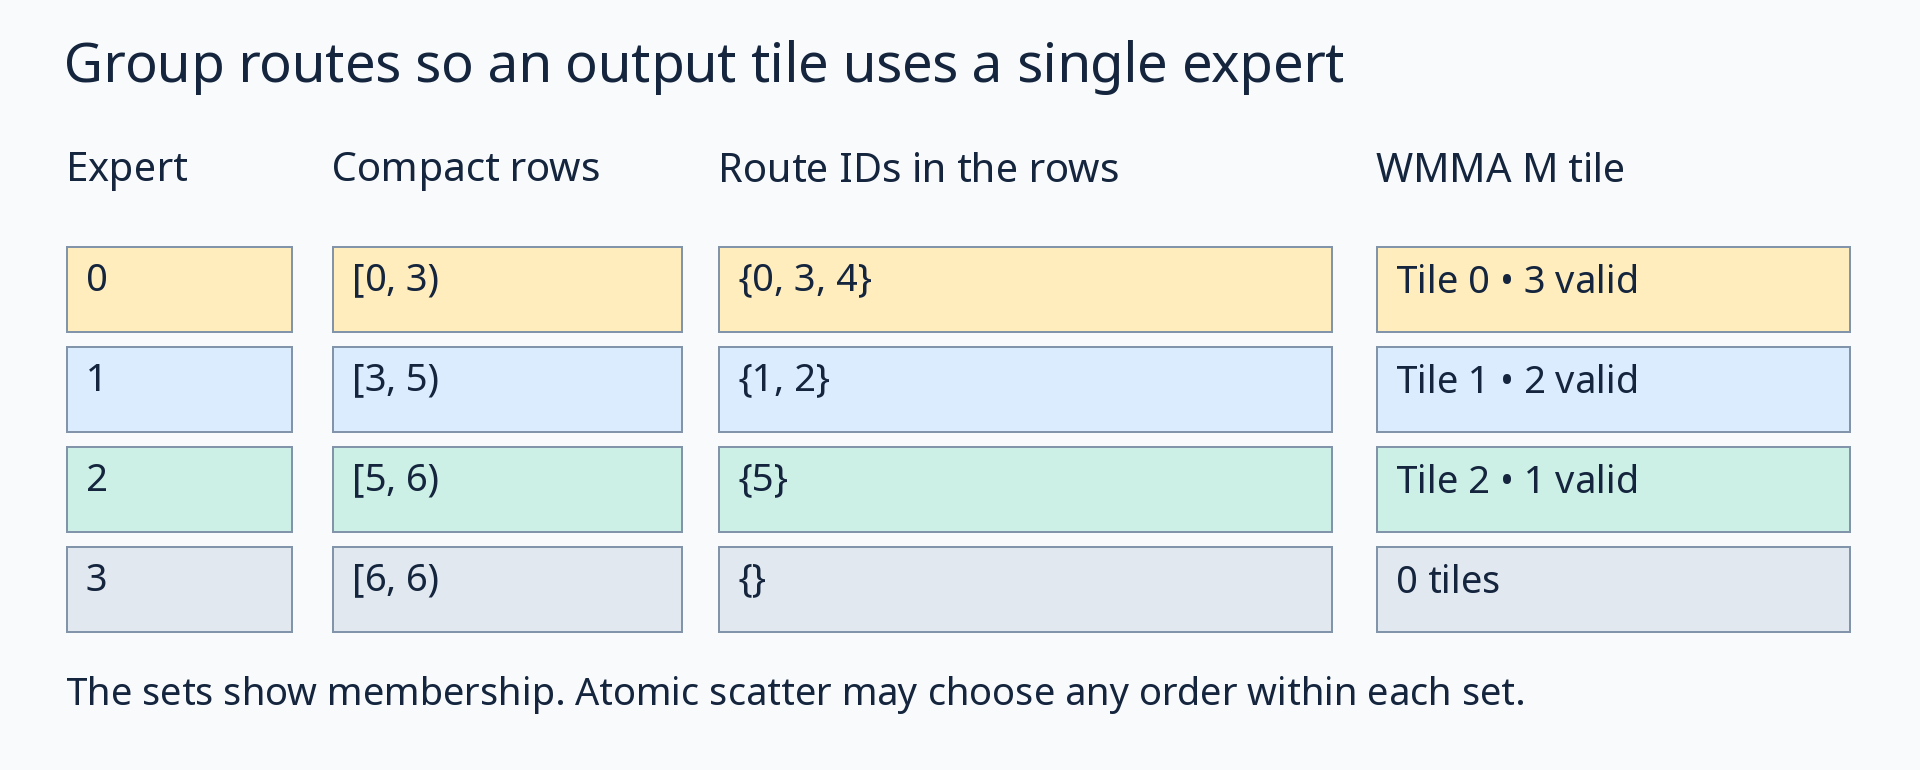 Group routes so an output tile uses a single expert
Expert Compact rows Route IDs in the rows WMMA M tile
0 [0, 3) {0, 3, 4} Tile 0 • 3 valid
1 [3, 5) {1, 2} Tile 1 • 2 valid
2 [5, 6) {5} Tile 2 • 1 valid
3 [6, 6) {} 0 tiles
The sets show membership. Atomic scatter may choose any order within each set.